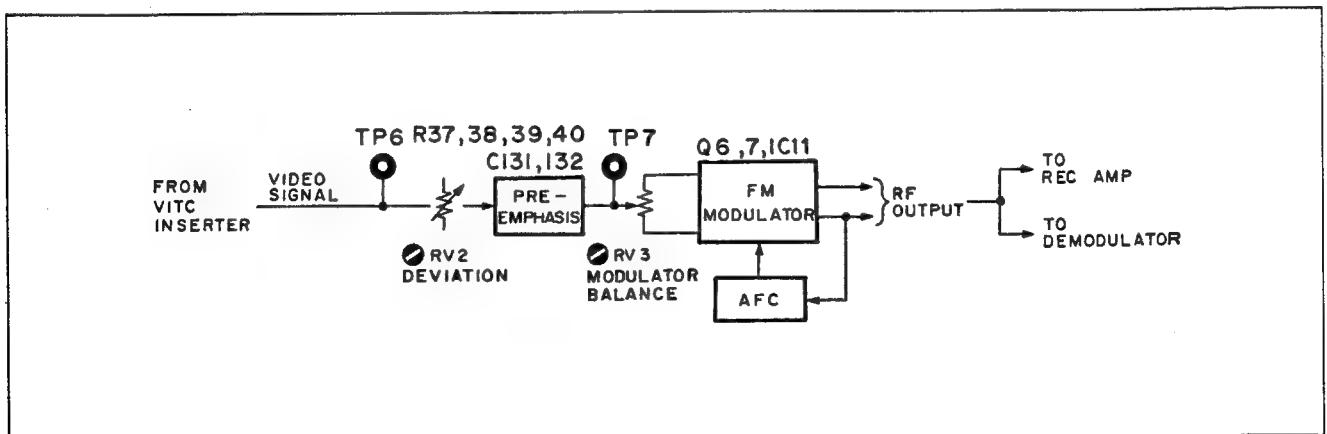 TP6 R37,38,39,40 TP7
C131,132
Q6,7,IC11
FROM
VITC
INSERTER
VIDEO
SIGNAL
PRE-
EMPHASIS
FM
MODULATOR
RF
OUTPUT
TO
REC AMP
TO
DEMODULATOR
RV2
DEVIATION
RV3
MODULATOR
BALANCE
AFC